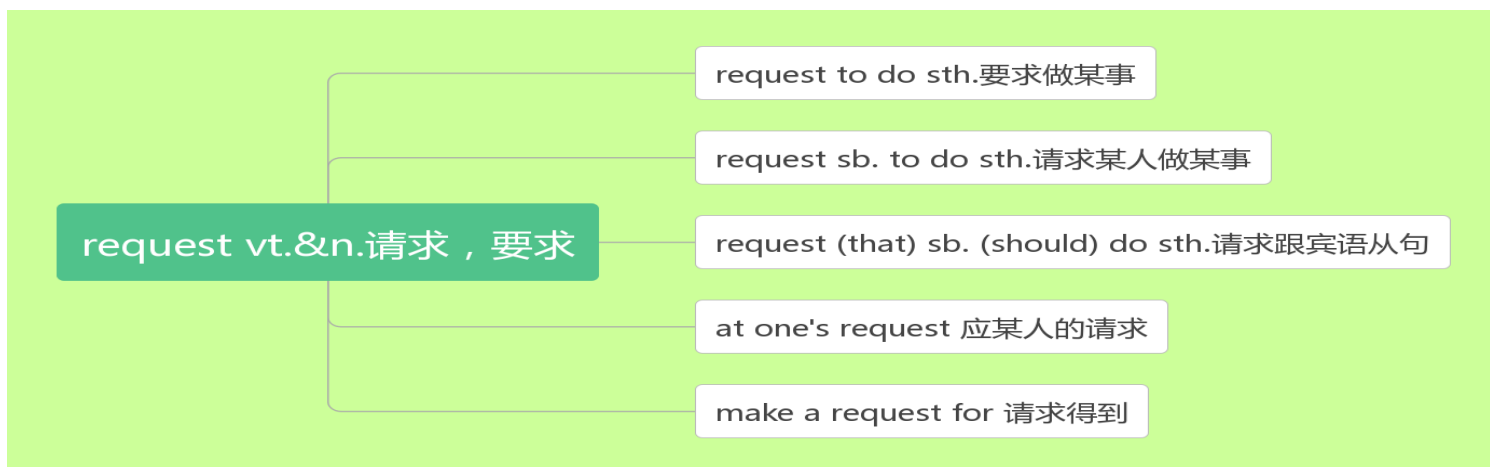 request to do sth.要求做某事
request sb. to do sth.请求某人做某事
request vt.&n.请求，要求
request (that) sb. (should) do sth.请求跟宾语从句
at one's request 应某人的请求
make a request for 请求得到